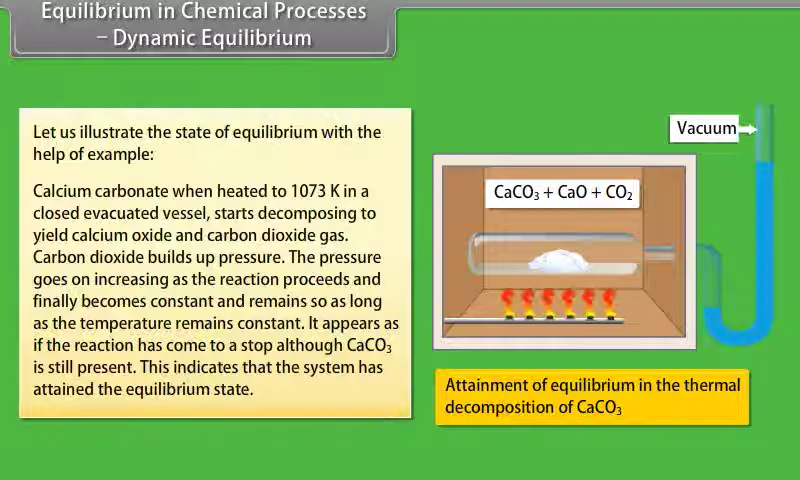 Equilibrium in Chemical Processes
– Dynamic Equilibrium
Let us illustrate the state of equilibrium with the
help of example:
Calcium carbonate when heated to 1073 K in a
closed evacuated vessel, starts decomposing to
yield calcium oxide and carbon dioxide gas.
Carbon dioxide builds up pressure. The pressure
goes on increasing as the reaction proceeds and
finally becomes constant and remains so as long
as the temperature remains constant. It appears as
if the reaction has come to a stop although CaCO₃
is still present. This indicates that the system has
attained the equilibrium state.
Vacuum
CaCO₃ + CaO + CO₂
Attainment of equilibrium in the thermal
decomposition of CaCO₃